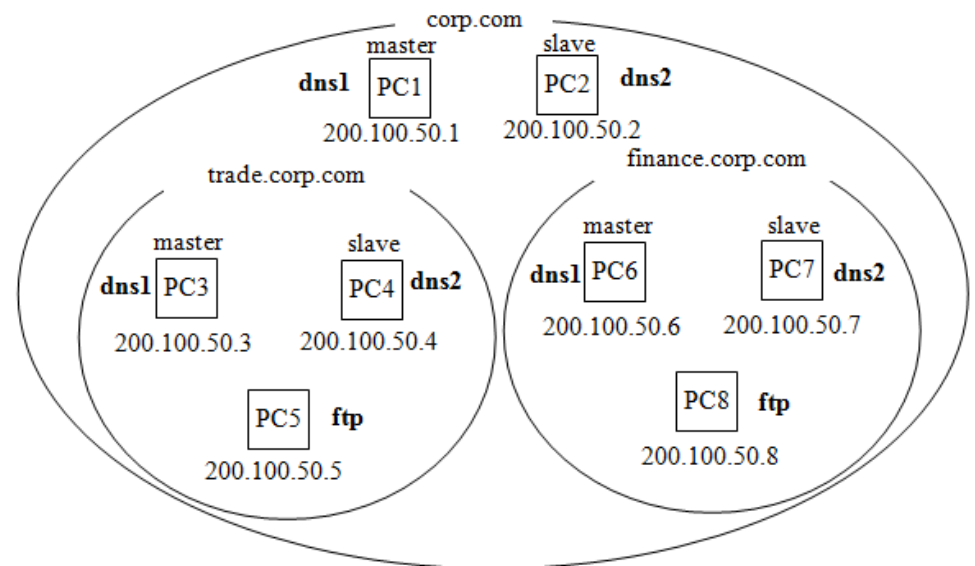 corp.com
master
slave
dns1
PC1
PC2
dns2
200.100.50.1
200.100.50.2
trade.corp.com
finance.corp.com
master
slave
dns1
PC3
PC4
dns2
200.100.50.3
200.100.50.4
PC5
ftp
200.100.50.5
master
slave
dns1
PC6
PC7
dns2
200.100.50.6
200.100.50.7
PC8
ftp
200.100.50.8